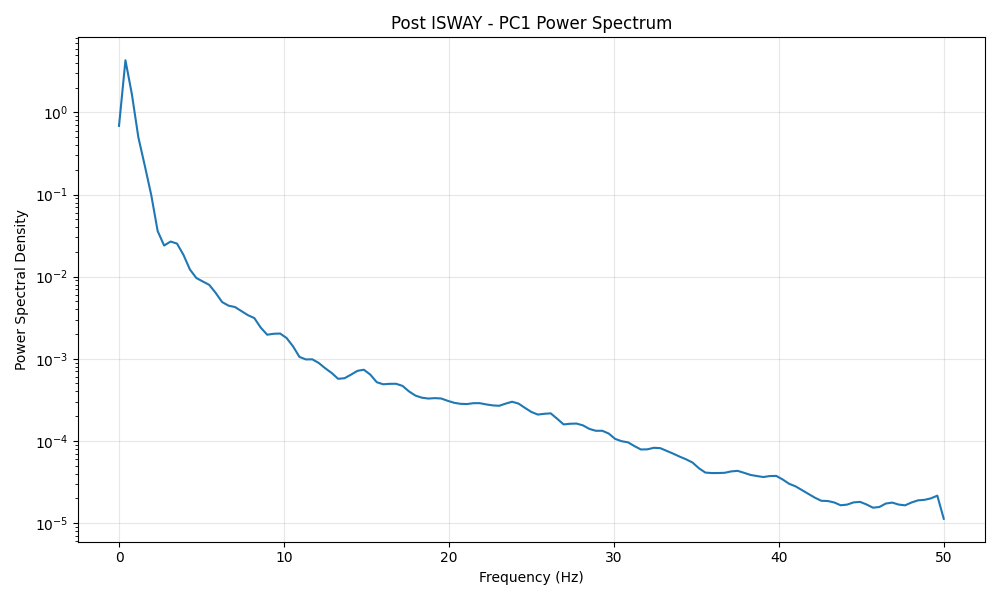 Post ISWAY - PC1 Power Spectrum
Power Spectral Density
10⁰
10⁻¹
10⁻²
10⁻³
10⁻⁴
10⁻⁵
0 10 20 30 40 50
Frequency (Hz)